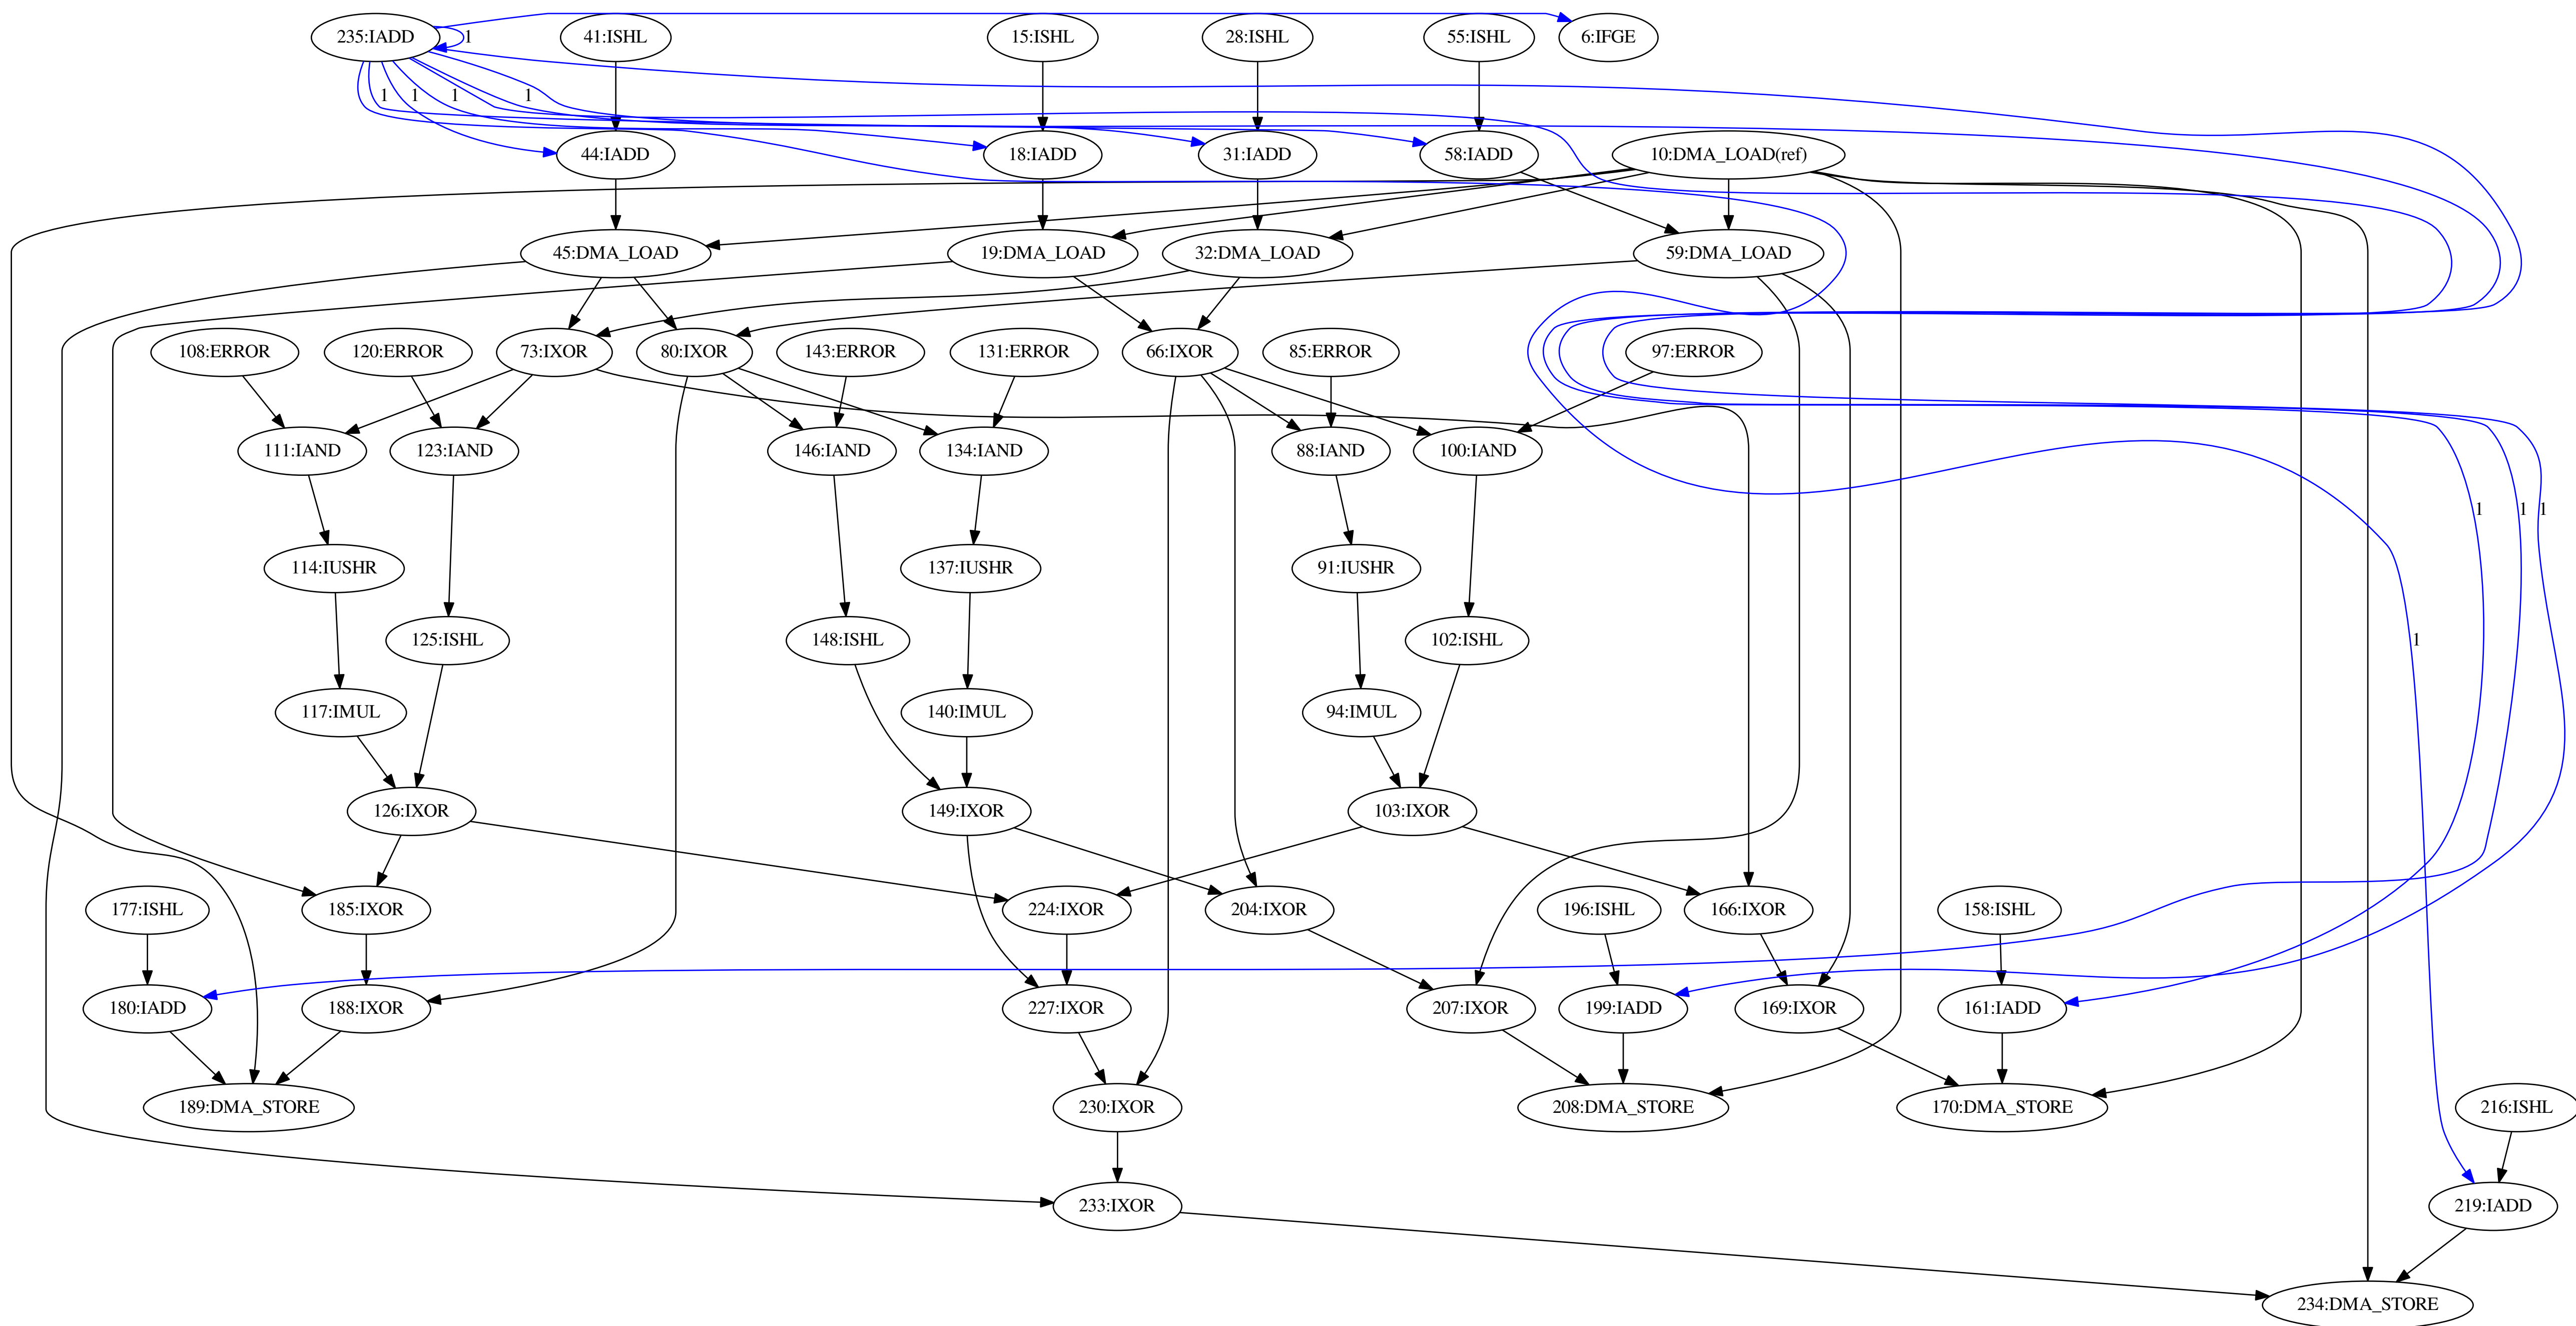 235:IADD
1
41:ISHL
15:ISHL
28:ISHL
55:ISHL
6:IFGE
1
1
1
1
44:IADD
18:IADD
31:IADD
58:IADD
10:DMA_LOAD(ref)
45:DMA_LOAD
19:DMA_LOAD
32:DMA_LOAD
59:DMA_LOAD
108:ERROR
120:ERROR
73:IXOR
80:IXOR
143:ERROR
131:ERROR
66:IXOR
85:ERROR
97:ERROR
111:IAND
123:IAND
146:IAND
134:IAND
88:IAND
100:IAND
1
1
1
114:IUSHR
137:IUSHR
91:IUSHR
125:ISHL
148:ISHL
102:ISHL
1
117:IMUL
140:IMUL
94:IMUL
126:IXOR
149:IXOR
103:IXOR
177:ISHL
185:IXOR
224:IXOR
204:IXOR
196:ISHL
166:IXOR
158:ISHL
180:IADD
188:IXOR
227:IXOR
207:IXOR
199:IADD
169:IXOR
161:IADD
189:DMA_STORE
230:IXOR
208:DMA_STORE
170:DMA_STORE
216:ISHL
233:IXOR
219:IADD
234:DMA_STORE